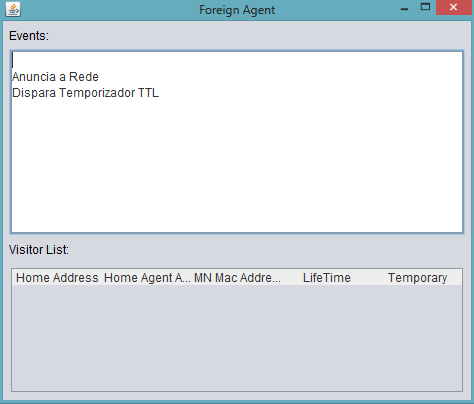 Foreign Agent
Events:
Anuncia a Rede
Dispara Temporizador TTL
Visitor List:
Home Address Home Agent A... MN Mac Addre... LifeTime Temporary